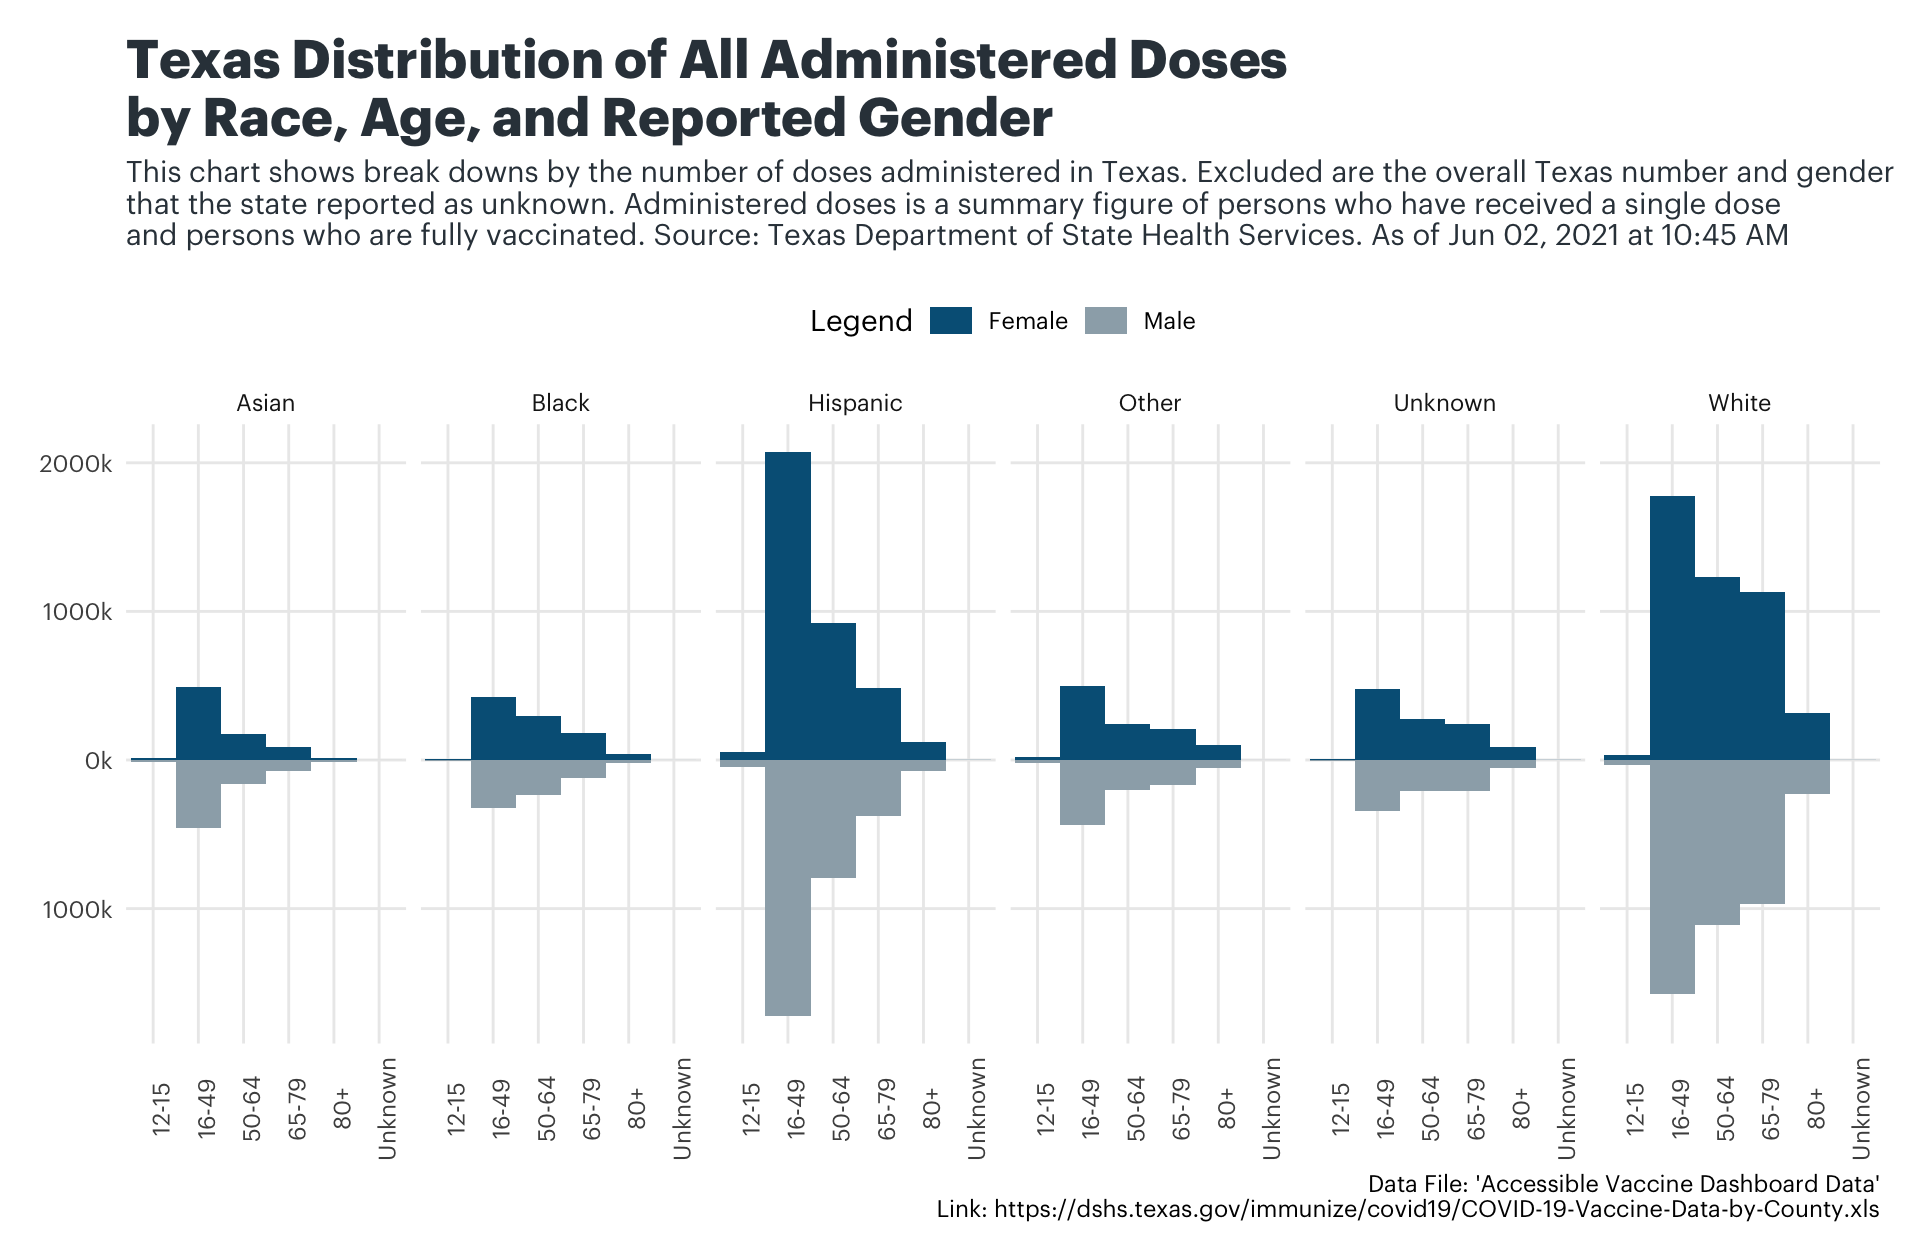 Texas Distribution of All Administered Doses
by Race, Age, and Reported Gender
This chart shows break downs by the number of doses administered in Texas. Excluded are the overall Texas number and gender
that the state reported as unknown. Administered doses is a summary figure of persons who have received a single dose
and persons who are fully vaccinated. Source: Texas Department of State Health Services. As of Jun 02, 2021 at 10:45 AM
Legend Female Male
Asian Black Hispanic Other Unknown White
2000k
1000k
0k
1000k
12-15 16-49 50-64 65-79 80+ Unknown 12-15 16-49 50-64 65-79 80+ Unknown 12-15 16-49 50-64 65-79 80+ Unknown 12-15 16-49 50-64 65-79 80+ Unknown 12-15 16-49 50-64 65-79 80+ Unknown 12-15 16-49 50-64 65-79 80+ Unknown
Data File: 'Accessible Vaccine Dashboard Data'
Link: https://dshs.texas.gov/immunize/covid19/COVID-19-Vaccine-Data-by-County.xls